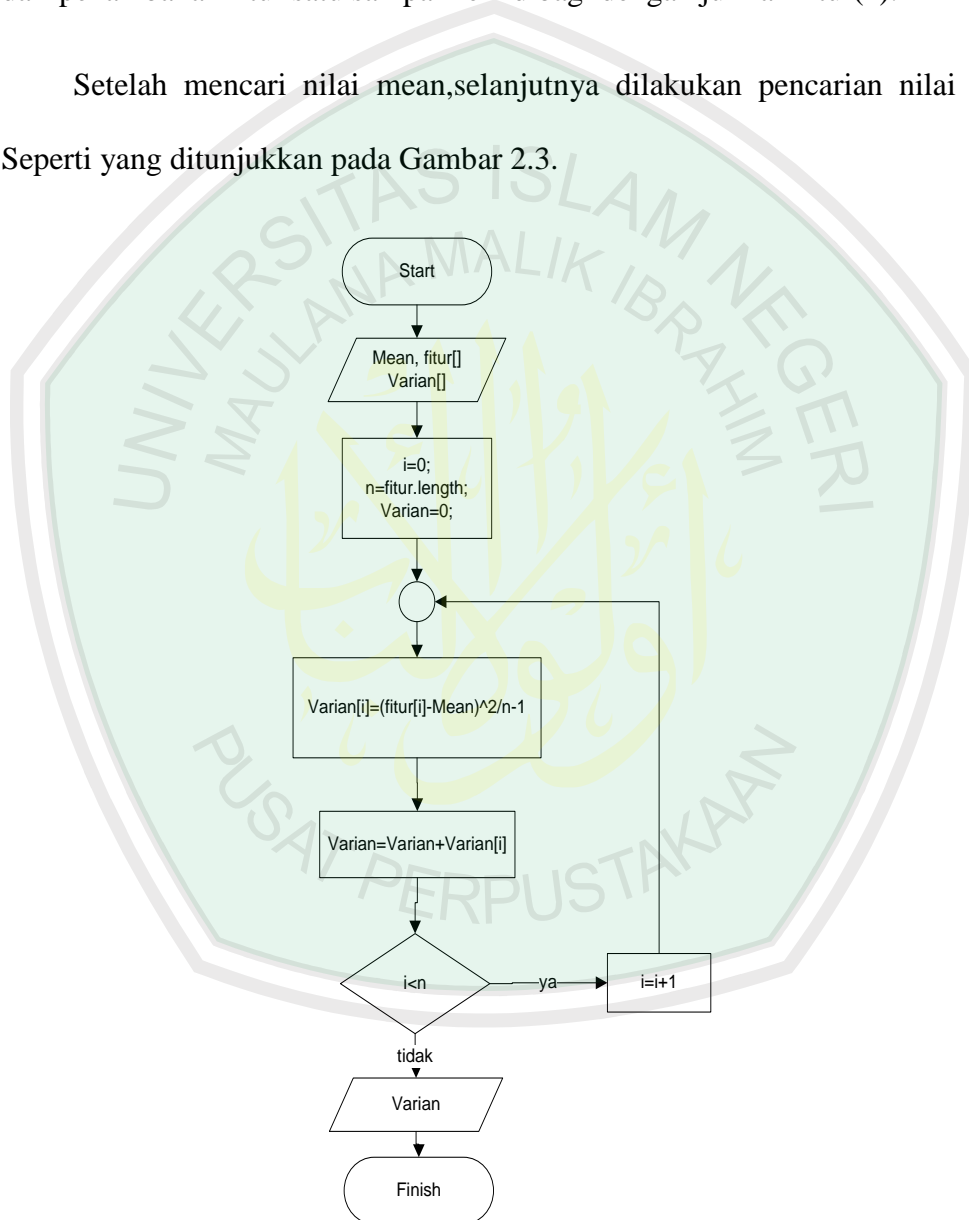 Setelah mencari nilai mean,selanjutnya dilakukan pencarian nilai
Seperti yang ditunjukkan pada Gambar 2.3.
UNIVERSITAS ISLAM NEGERI
MAULANA MALIK IBRAHIM
Start
Mean, fitur[]
Varian[]
i=0;
n=fitur.length;
Varian=0;
Varian[i]=(fitur[i]-Mean)^2/n-1
Varian=Varian+Varian[i]
i<n
ya
i=i+1
tidak
Varian
Finish
PUSAT PERPUSTAKAAN